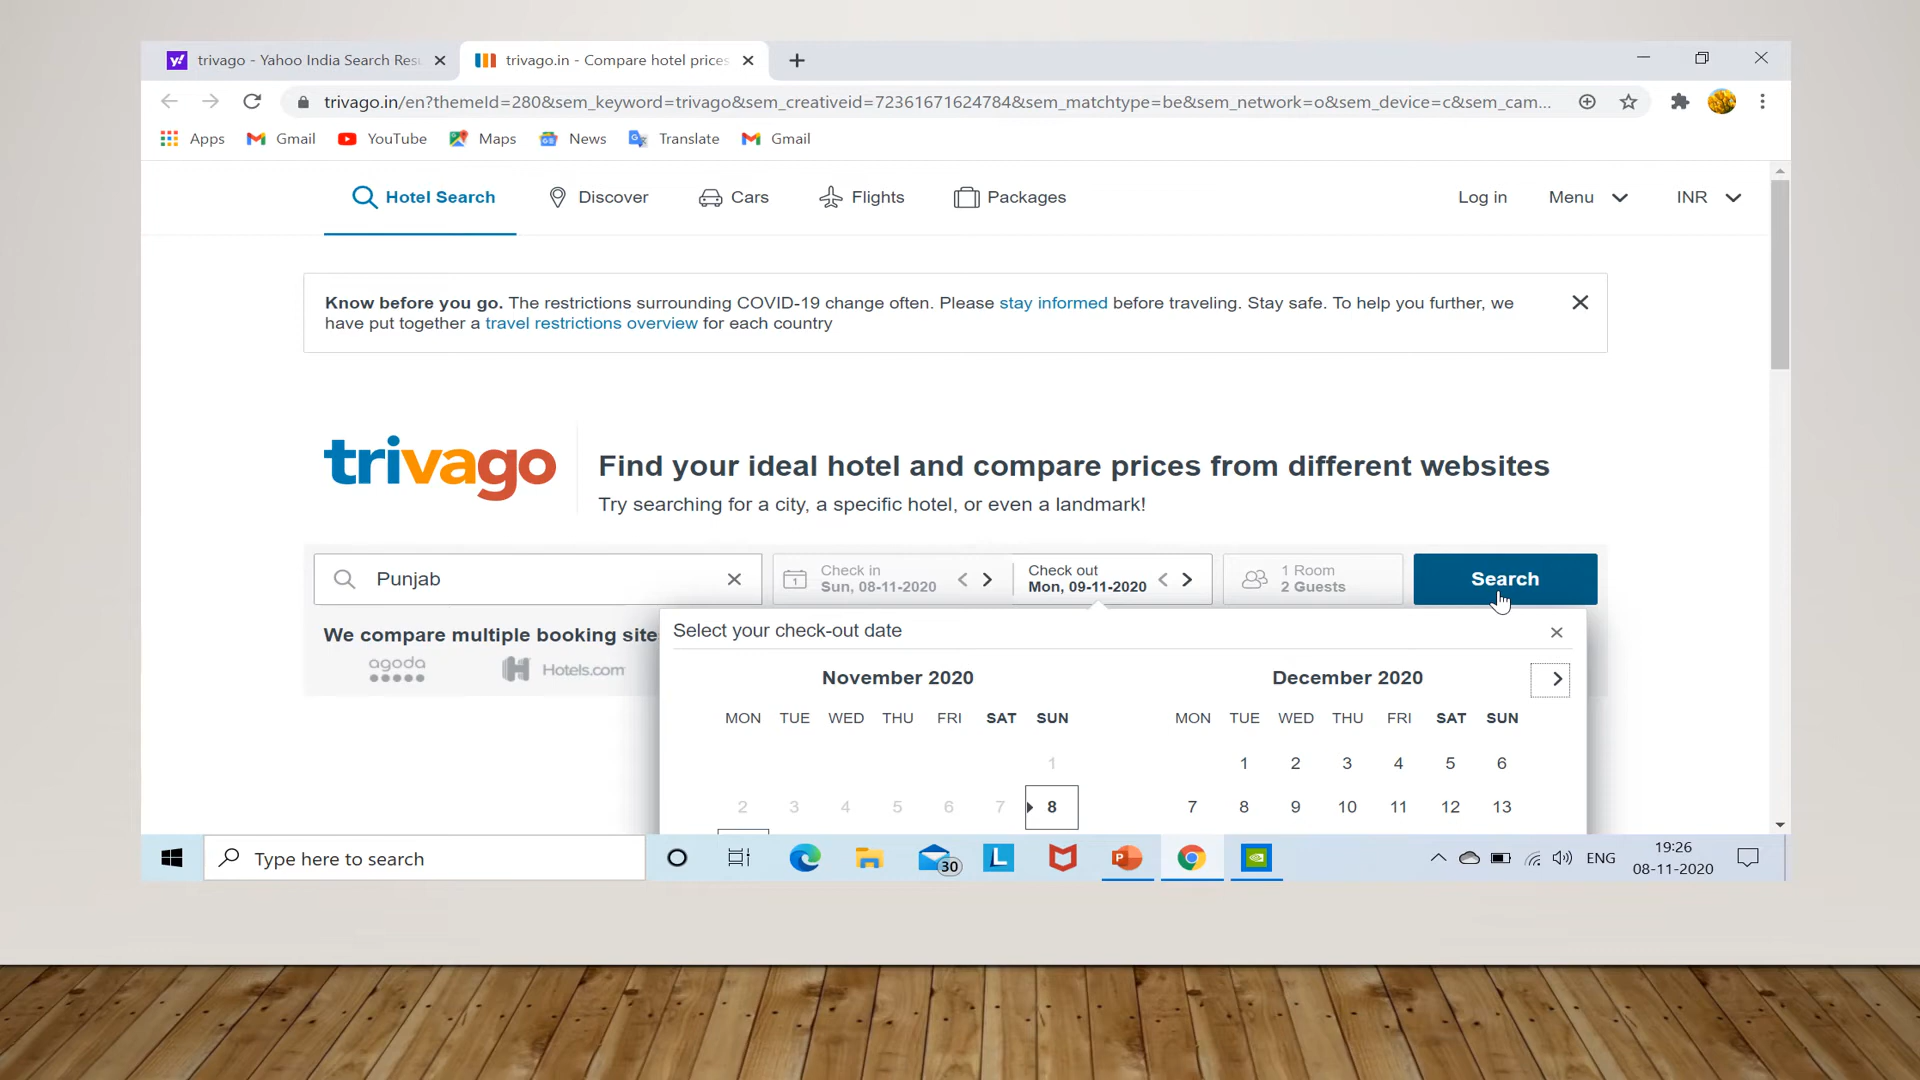 trivago - Yahoo India Search Resu
trivago.in - Compare hotel prices
trivago.in/en?themeId=280&sem_keyword=trivago&sem_creativeid=72361671624784&sem_matchtype=be&sem_network=o&sem_device=c&sem_cam...
Apps Gmail YouTube Maps News Translate Gmail
Hotel Search Discover Cars Flights Packages Log in Menu INR
Know before you go. The restrictions surrounding COVID-19 change often. Please stay informed before traveling. Stay safe. To help you further, we
have put together a travel restrictions overview for each country
trivago
Find your ideal hotel and compare prices from different websites
Try searching for a city, a specific hotel, or even a landmark!
Punjab
Check in
Sun, 08-11-2020
Check out
Mon, 09-11-2020
1 Room
2 Guests
Search
We compare multiple booking site
agoda Hotels.com
Select your check-out date
November 2020
MON TUE WED THU FRI SAT SUN
1
2 3 4 5 6 7 8
December 2020
MON TUE WED THU FRI SAT SUN
1 2 3 4 5 6
7 8 9 10 11 12 13
Type here to search
30
L
P
ENG
19:26
08-11-2020